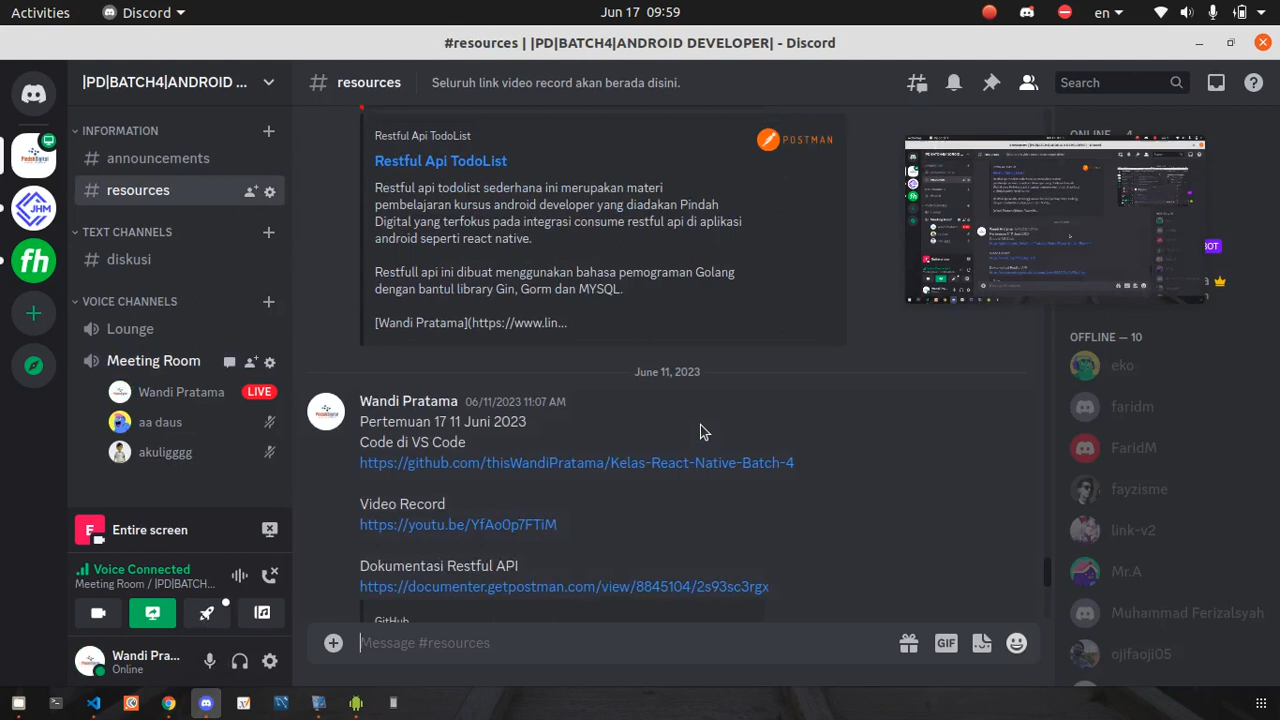 Activities
Discord
Jun 17 09:59
en
#resources | |PD|BATCH4|ANDROID DEVELOPER| - Discord
|PD|BATCH4|ANDROID ...
resources
Seluruh link video record akan berada disini.
Search
INFORMATION
announcements
resources
TEXT CHANNELS
diskusi
VOICE CHANNELS
Lounge
Meeting Room
Wandi Pratama
LIVE
aa daus
akuligggg
Entire screen
Voice Connected
Meeting Room / |PD|BATCH...
Wandi Pra...
Online
Restful Api TodoList
POSTMAN
Restful Api TodoList
Restful api todolist sederhana ini merupakan materi
pembelajaran kursus android developer yang diadakan Pindah
Digital yang terfokus pada integrasi consume restful api di aplikasi
android seperti react native.
Restfull api ini dibuat menggunakan bahasa pemograman Golang
dengan bantul library Gin, Gorm dan MYSQL.
[Wandi Pratama](https://www.lin...
June 11, 2023
Wandi Pratama 06/11/2023 11:07 AM
Pertemuan 17 11 Juni 2023
Code di VS Code
https://github.com/thisWandiPratama/Kelas-React-Native-Batch-4
Video Record
https://youtu.be/YfAo0p7FTiM
Dokumentasi Restful API
https://documenter.getpostman.com/view/8845104/2s93sc3rgx
GitHub
Message #resources
GIF
ONLINE — 4
BOT
OFFLINE — 10
eko
faridm
FaridM
fayzisme
link-v2
Mr.A
Muhammad Ferizalsyah
ojifaoji05